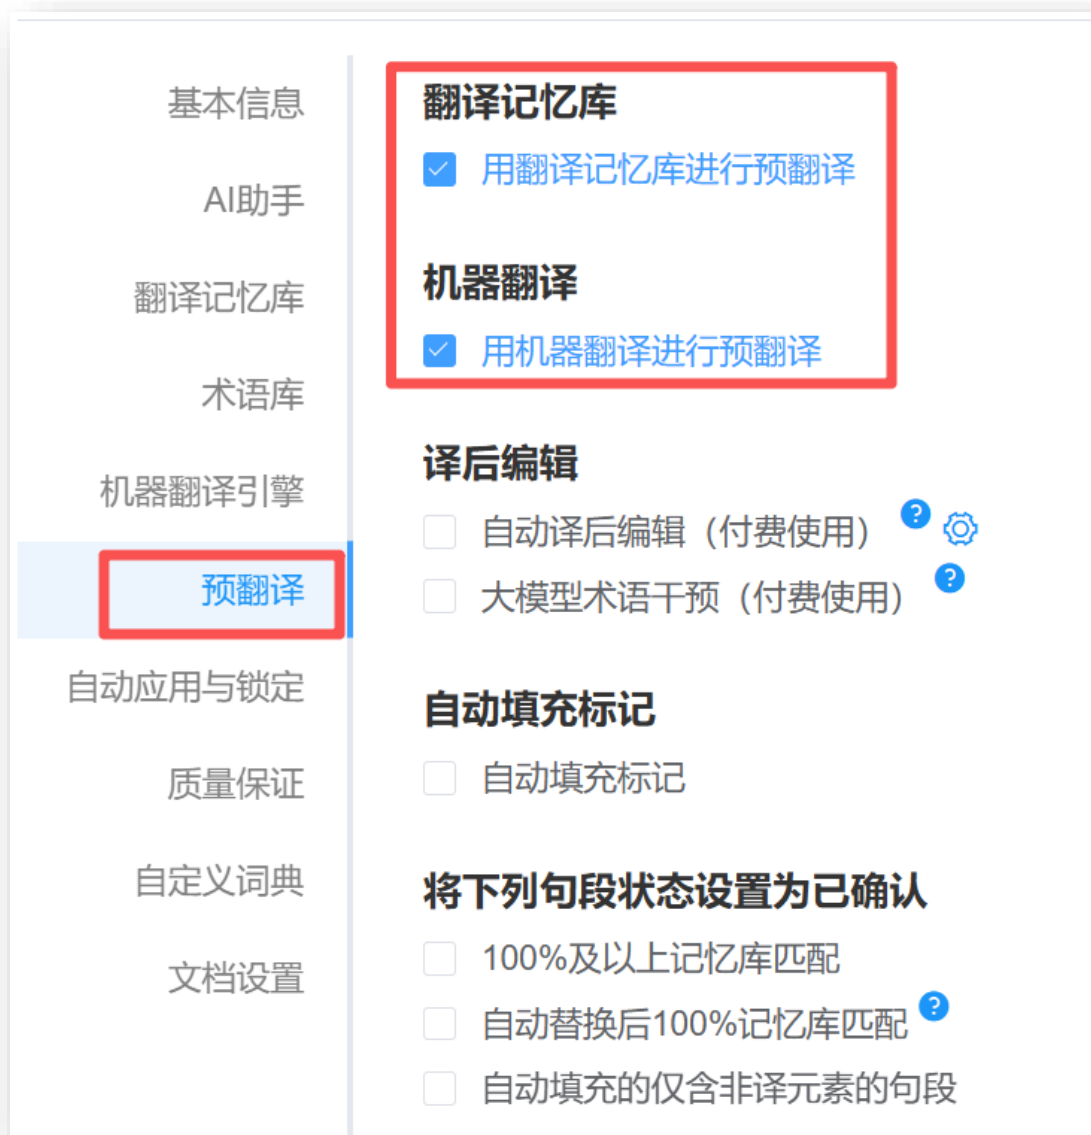 基本信息
AI助手
翻译记忆库
术语库
机器翻译引擎
预翻译
自动应用与锁定
质量保证
自定义词典
文档设置
翻译记忆库
用翻译记忆库进行预翻译
机器翻译
用机器翻译进行预翻译
译后编辑
自动译后编辑（付费使用） ?
大模型术语干预（付费使用） ?
自动填充标记
自动填充标记
将下列句段状态设置为已确认
100%及以上记忆库匹配
自动替换后100%记忆库匹配 ?
自动填充的仅含非译元素的句段